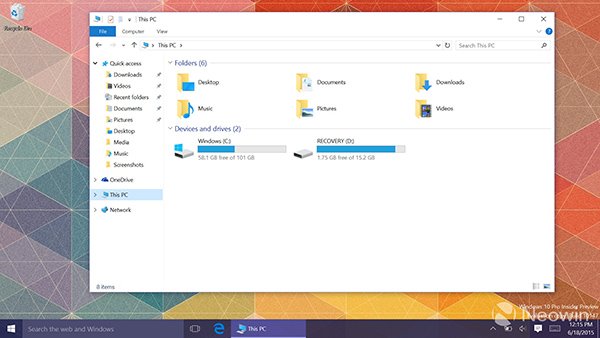 Recycle Bin
This PC
File
Computer
View
This PC
Search This PC
Quick access
Downloads
Videos
Recent folders
Documents
Pictures
Desktop
Media
Music
Screenshots
OneDrive
This PC
Network
Folders (6)
Desktop
Documents
Downloads
Music
Pictures
Videos
Devices and drives (2)
Windows (C:)
58.1 GB free of 101 GB
RECOVERY (D:)
1.75 GB free of 15.2 GB
8 items
Windows 10 Pro Insider Preview
Neowin
Search the web and Windows
This PC
12:15 PM
6/18/2015